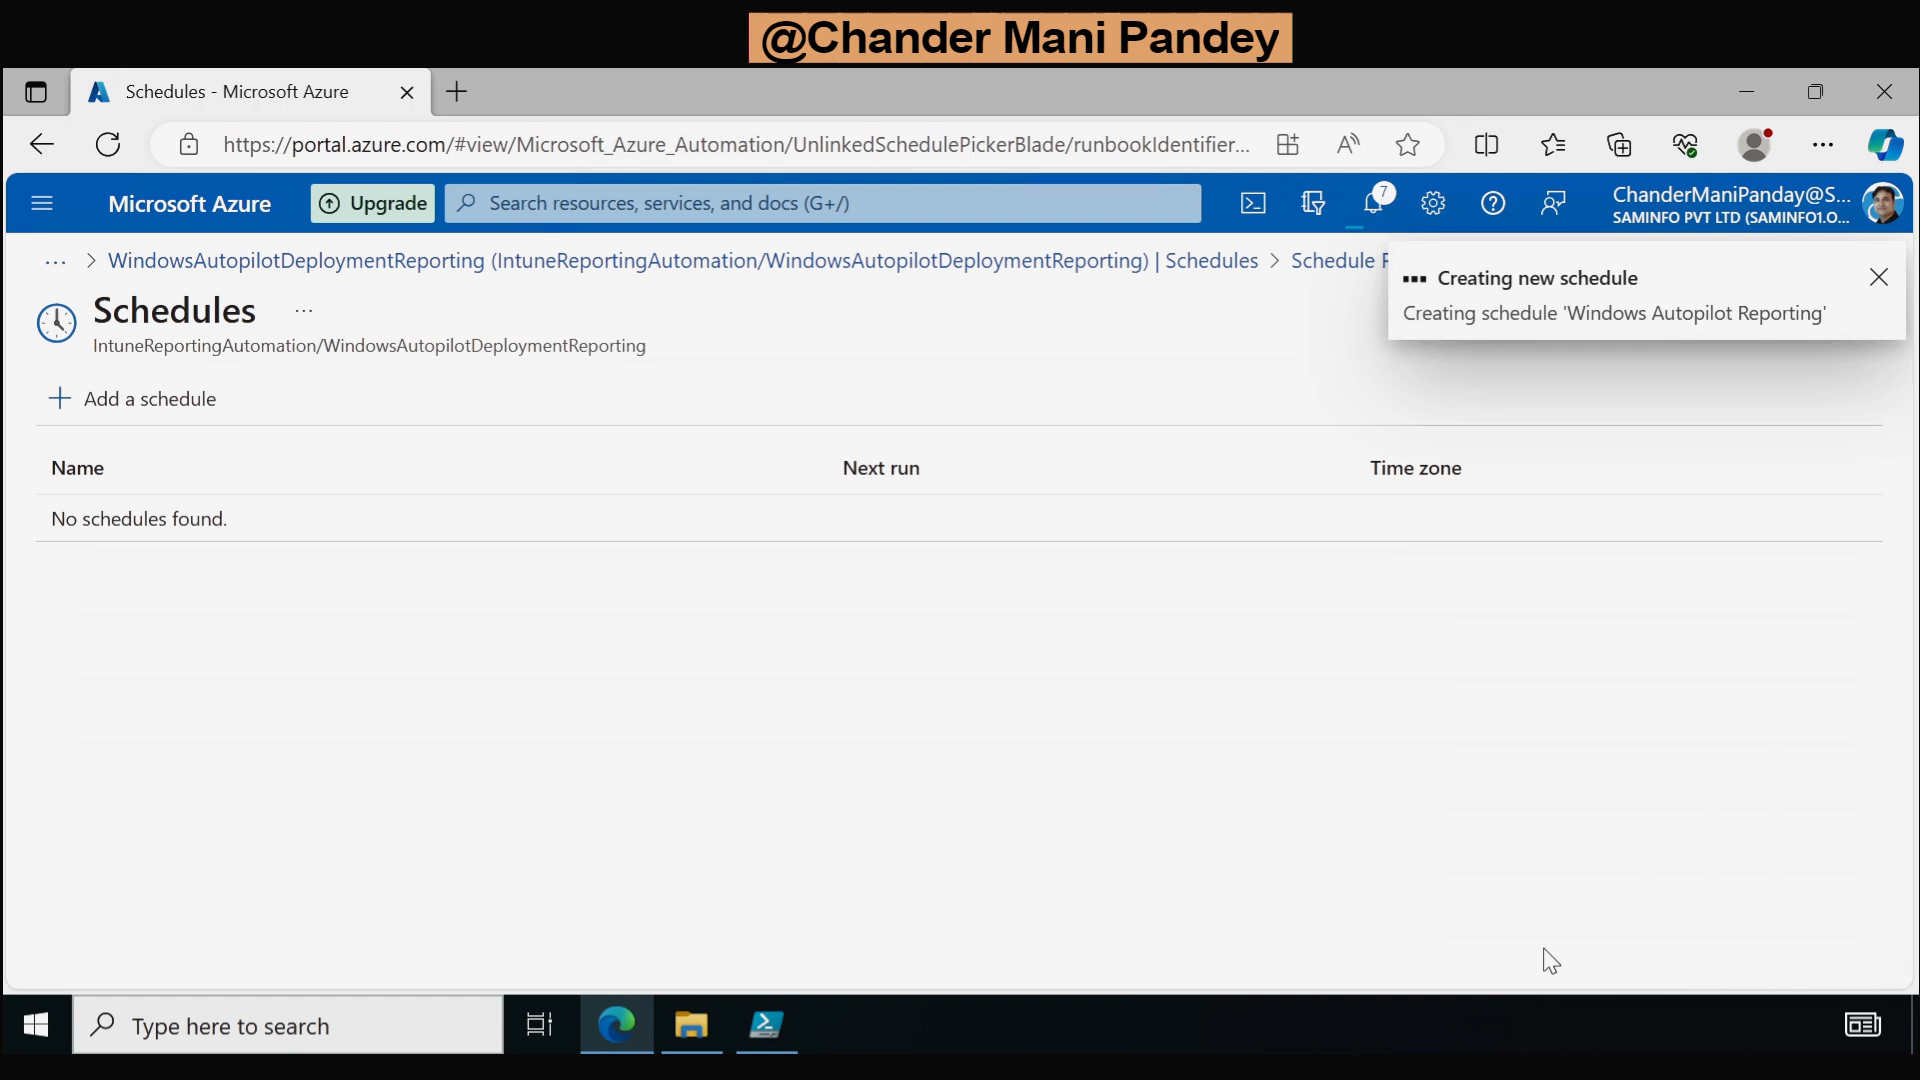 @Chander Mani Pandey
Schedules - Microsoft Azure
https://portal.azure.com/#view/Microsoft_Azure_Automation/UnlinkedSchedulePickerBlade/runbookIdentifier...
Microsoft Azure
Upgrade
Search resources, services, and docs (G+/)
7
ChanderManiPanday@S...
SAMINFO PVT LTD (SAMINFO1.O...
... > WindowsAutopilotDeploymentReporting (IntuneReportingAutomation/WindowsAutopilotDeploymentReporting) | Schedules > Schedule
Creating new schedule
Creating schedule 'Windows Autopilot Reporting'
Schedules ...
IntuneReportingAutomation/WindowsAutopilotDeploymentReporting
+ Add a schedule
Name Next run Time zone
No schedules found.
Type here to search